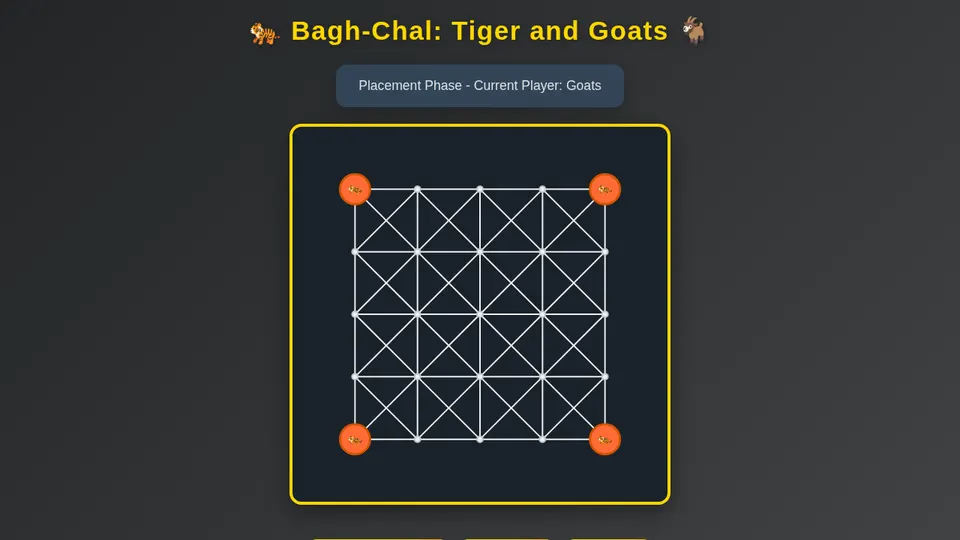 🐅 Bagh-Chal: Tiger and Goats 🐐
Placement Phase - Current Player: Goats